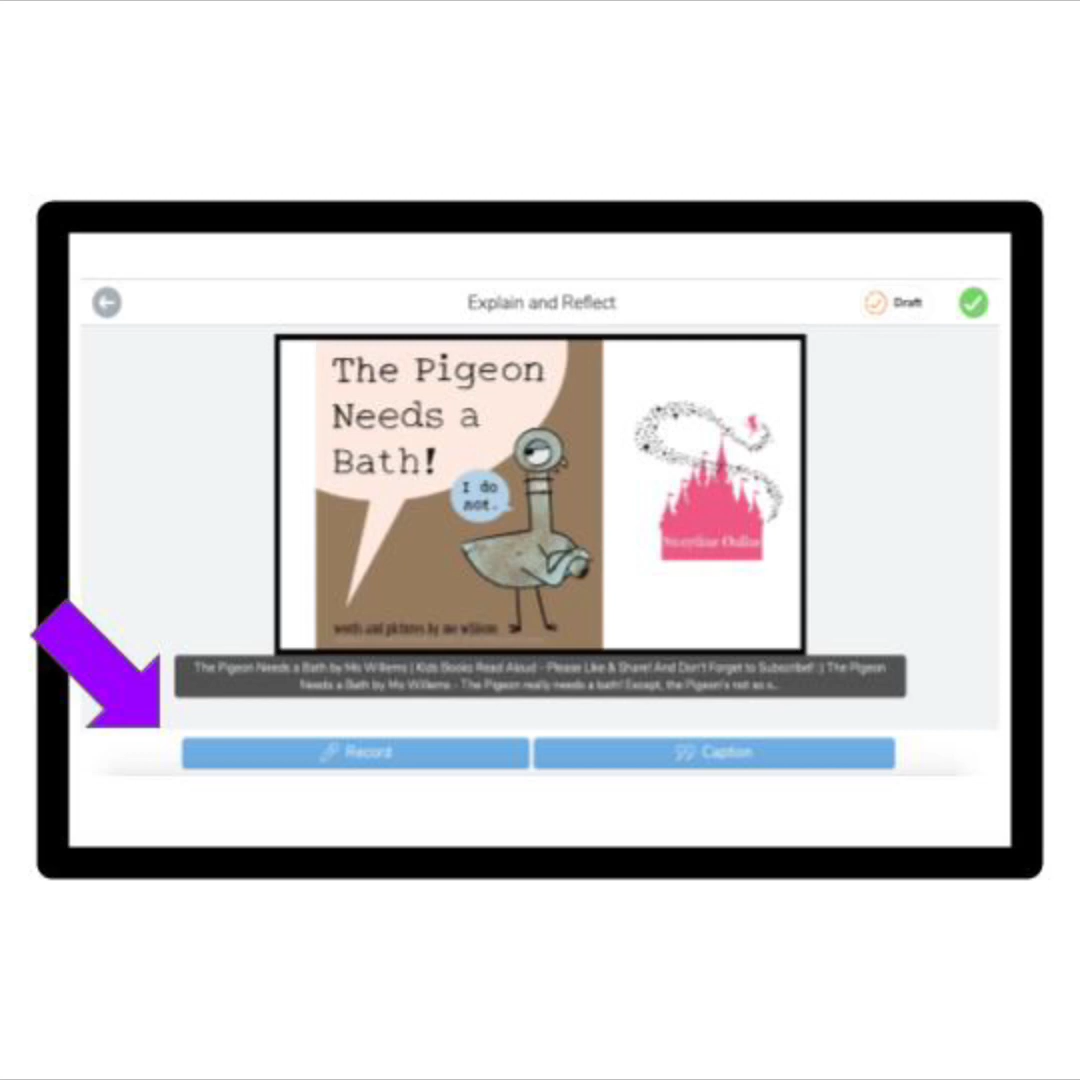 Explain and Reflect
Draft
The Pigeon
Needs a
Bath!
I do
not.
words and pictures by mo willems
Storyline Online
The Pigeon Needs a Bath by Mo Willems | Kids Books Read Aloud - Please Like & Share! And Don't Forget to Subscribe! :) The Pigeon
Needs a Bath by Mo Willems - The Pigeon really needs a bath! Except, the Pigeon's not so s...
Record
Caption